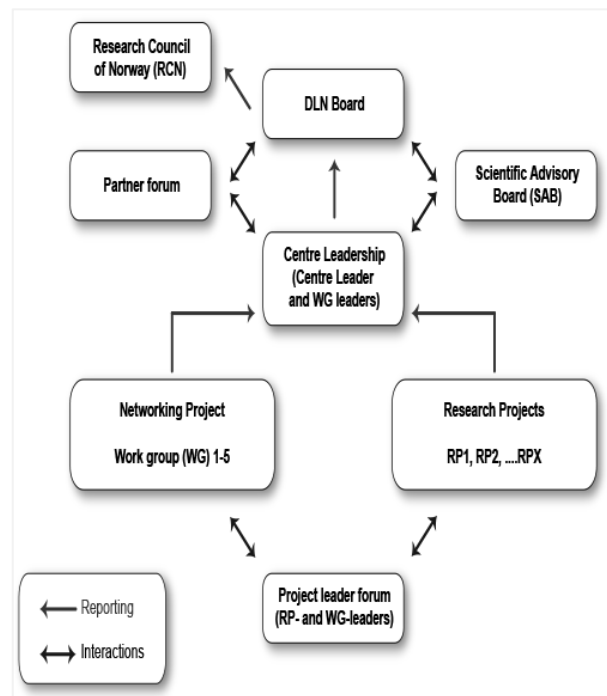 Research Council
of Norway (RCN)
DLN Board
Partner forum
Scientific Advisory
Board (SAB)
Centre Leadership
(Centre Leader
and WG leaders)
Networking Project
Work group (WG) 1-5
Research Projects
RP1, RP2, ....RPX
Project leader forum
(RP- and WG-leaders)
Reporting
Interactions